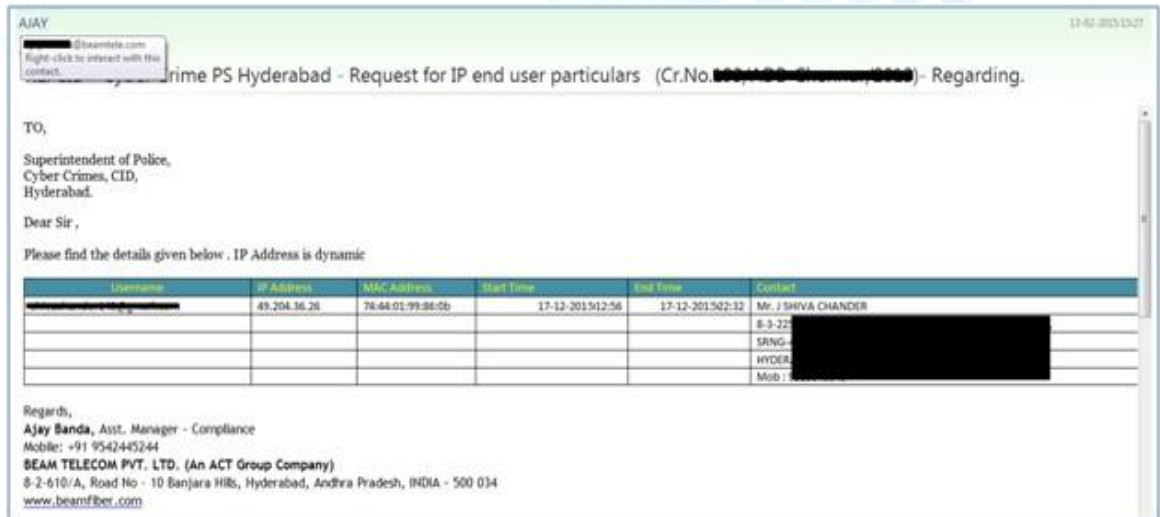 AJAY
13-02-2015 15:27
@beamtele.com
Right-click to interact with this
contact.
rime PS Hyderabad - Request for IP end user particulars (Cr.No. )- Regarding.
TO,
Superintendent of Police,
Cyber Crimes, CID,
Hyderabad.
Dear Sir ,
Please find the details given below . IP Address is dynamic
Username IP Address MAC Address Start Time End Time Contact
49.204.36.26 74:44:01:99:86:0b 17-12-2013 12:56 17-12-2013 22:32 Mr. J SHIVA CHANDER
8-3-22
SRNG-
HYDER
Mob :
Regards,
Ajay Banda, Asst. Manager - Compliance
Mobile: +91 9542445244
BEAM TELECOM PVT. LTD. (An ACT Group Company)
8-2-610/A, Road No - 10 Banjara Hills, Hyderabad, Andhra Pradesh, INDIA - 500 034
www.beamfiber.com